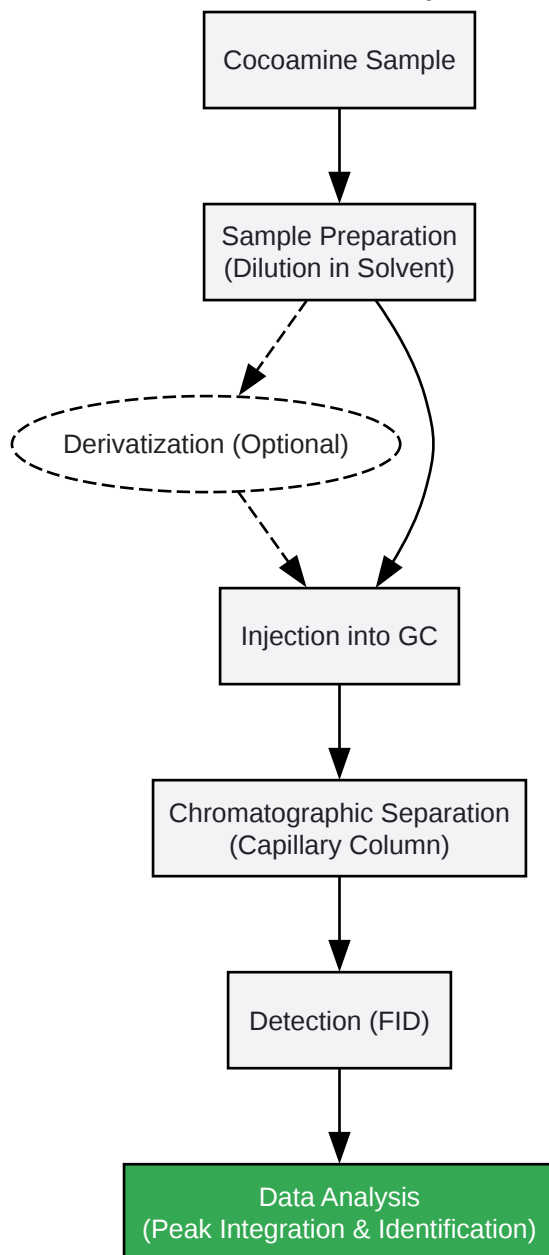 Cocoamine Sample
Sample Preparation
(Dilution in Solvent)
Derivatization (Optional)
Injection into GC
Chromatographic Separation
(Capillary Column)
Detection (FID)
Data Analysis
(Peak Integration & Identification)